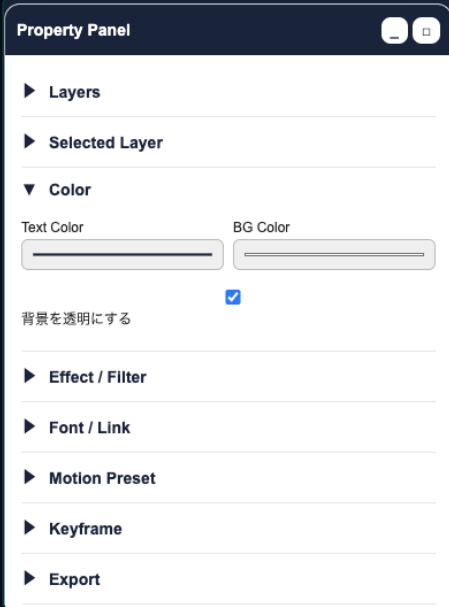 Property Panel
Layers
Selected Layer
Color
Text Color BG Color
背景を透明にする
Effect / Filter
Font / Link
Motion Preset
Keyframe
Export